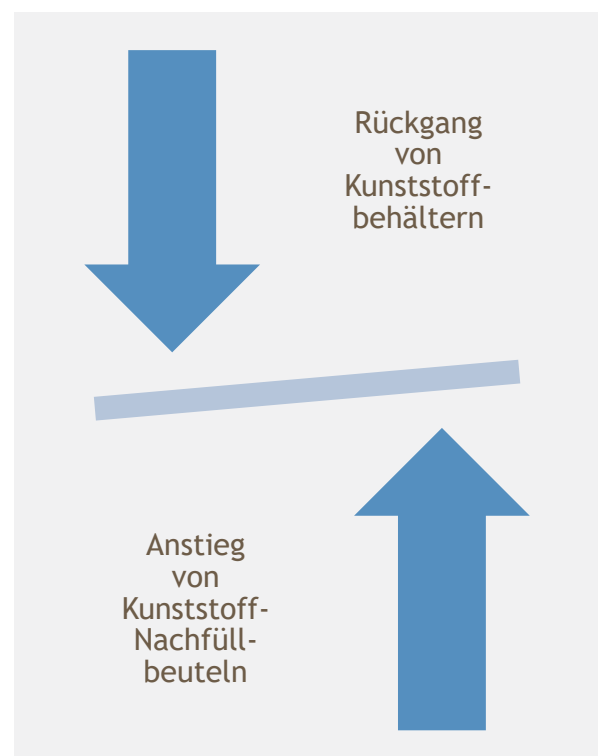 Rückgang
von
Kunststoff-
behältern
Anstieg
von
Kunststoff-
Nachfüll-
beuteln